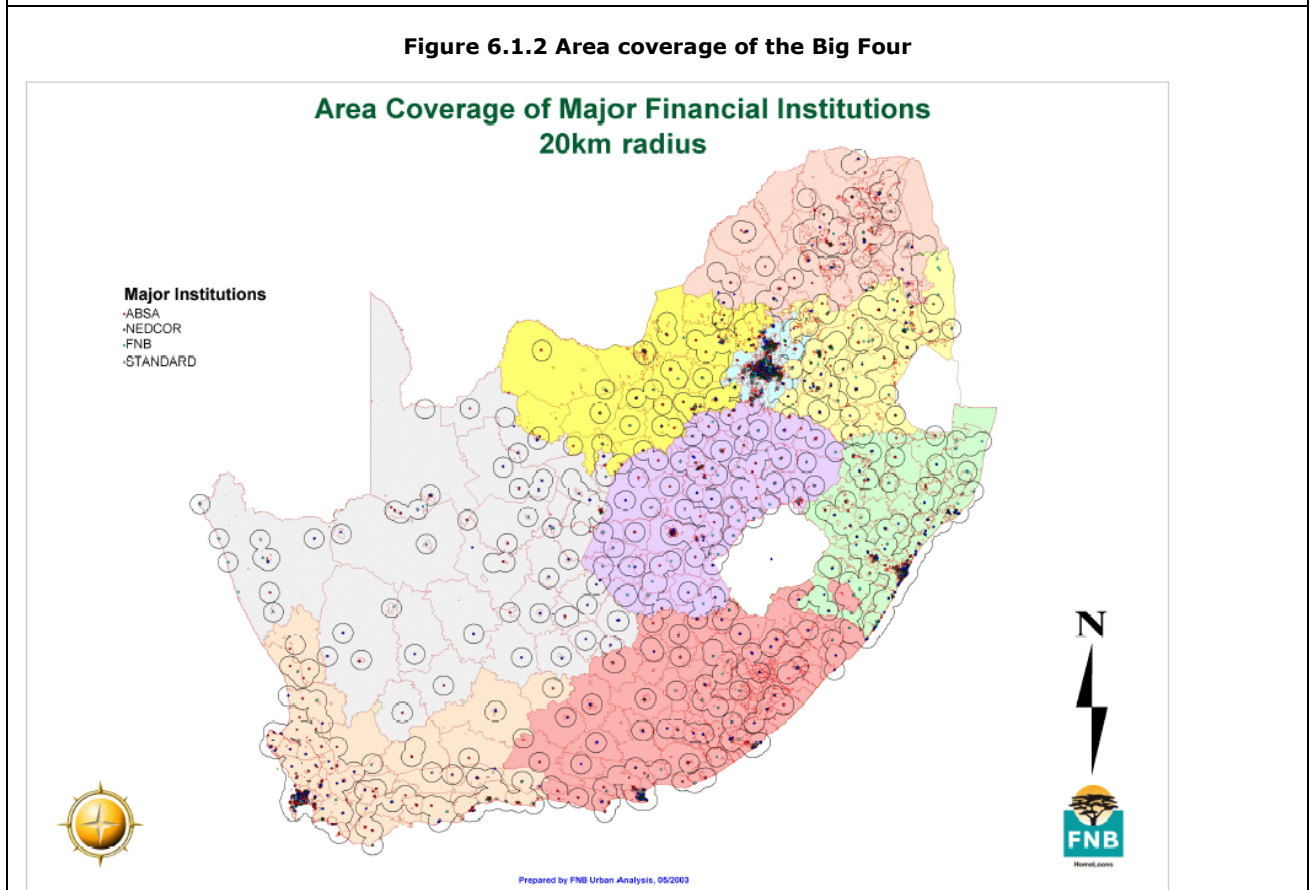 Figure 6.1.2 Area coverage of the Big Four
Area Coverage of Major Financial Institutions
20km radius
Major Institutions
ABSA
NEDCOR
FNB
STANDARD
N
FNB
HomeLoans
Prepared by FNB Urban Analysis, 05/2003